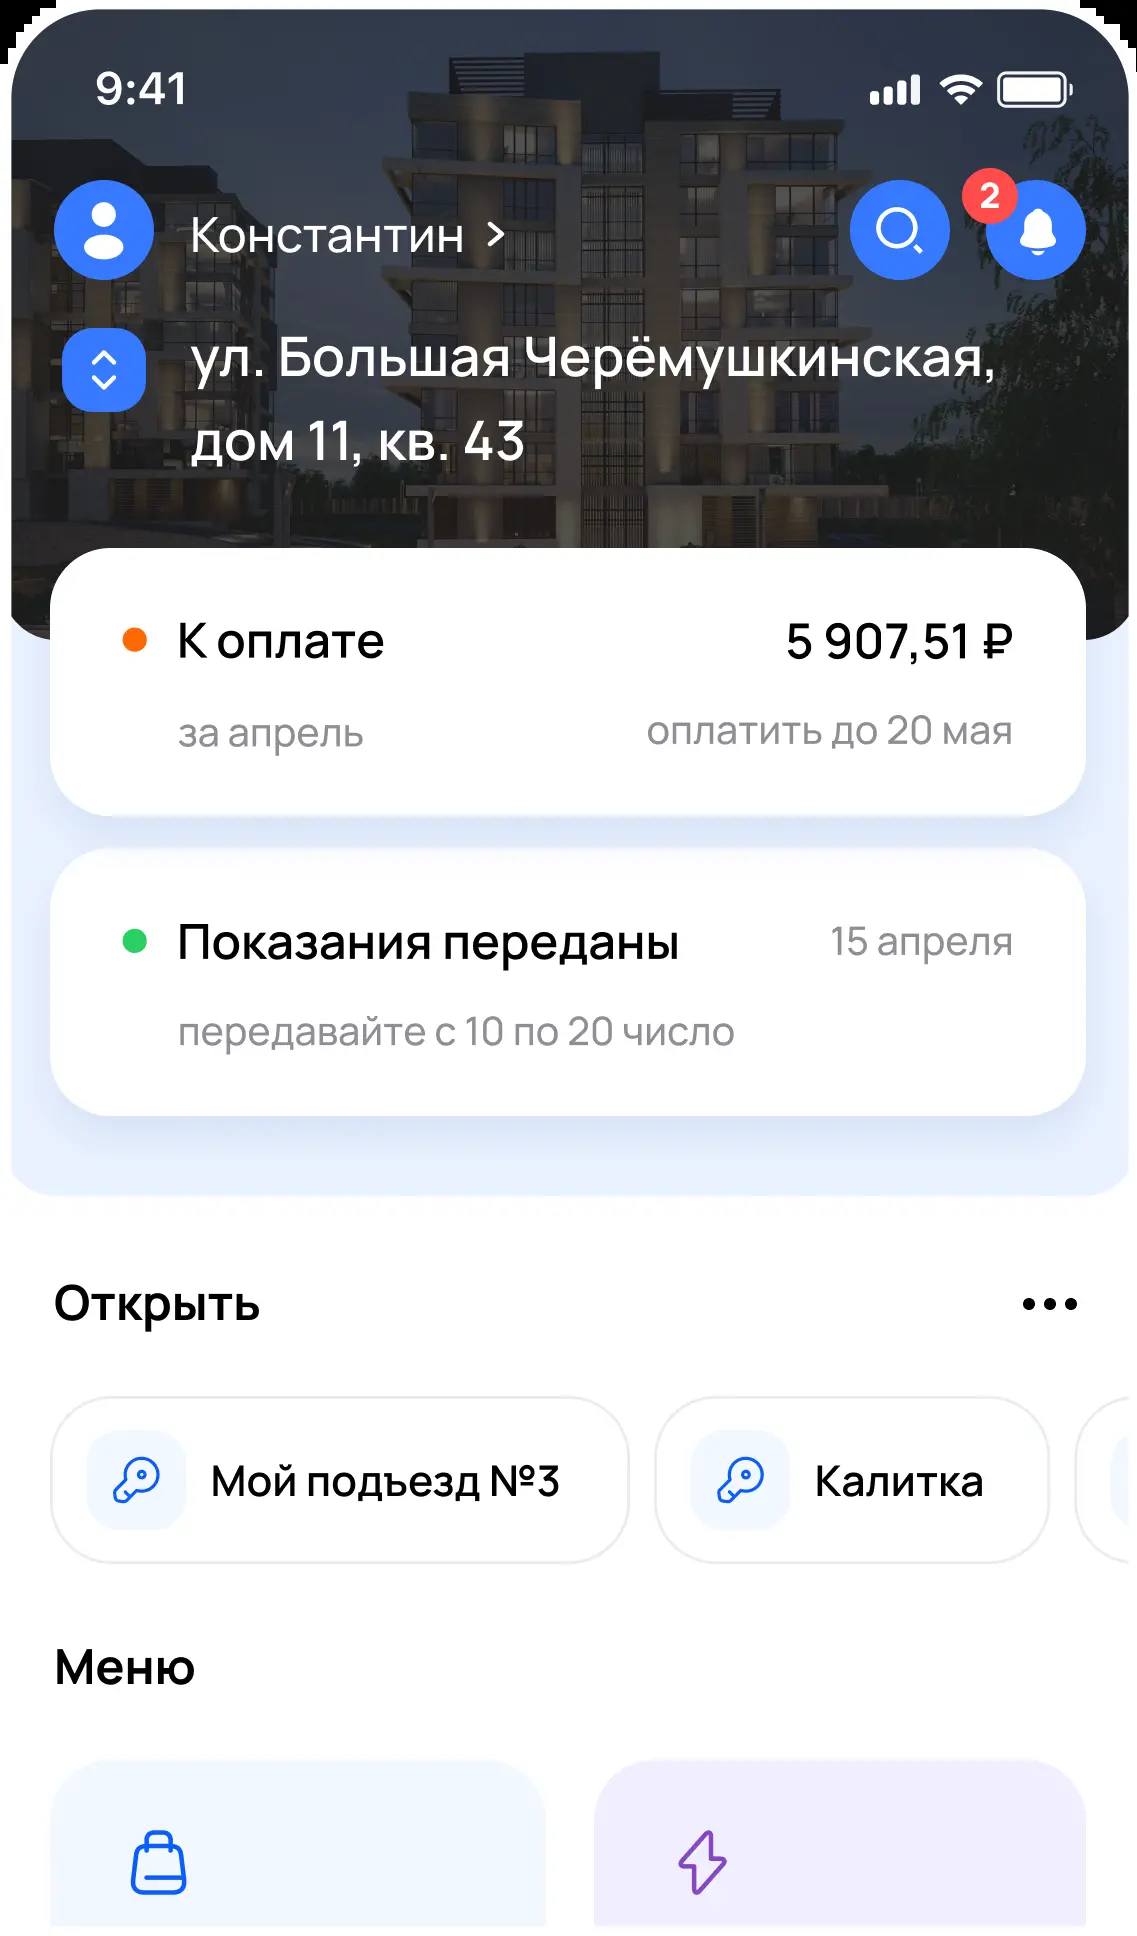 9:41
2
Константин
ул. Большая Черёмушкинская,
дом 11, кв. 43
К оплате
5 907,51 ₽
за апрель
оплатить до 20 мая
Показания переданы
15 апреля
передавайте с 10 по 20 число
Открыть
Мой подъезд №3
Калитка
Меню